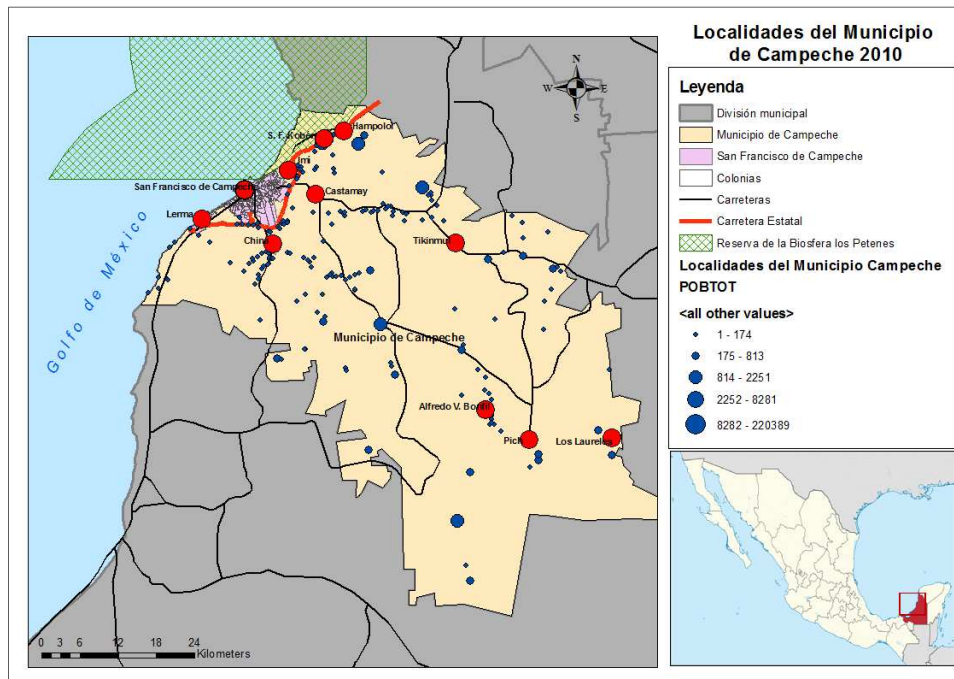 Localidades del Municipio
de Campeche 2010
Leyenda
División municipal
Municipio de Campeche
San Francisco de Campeche
Colonias
Carreteras
Carretera Estatal
Reserva de la Biosfera los Petenes
Localidades del Municipio Campeche
POBTOT
<all other values>
1 - 174
175 - 813
814 - 2251
2252 - 8281
8282 - 220389
N
W E
S
Hampolol
S. F. Koben
Imí
San Francisco de Campeche
Castamay
Lerma
China
Tikinmul
Golfo de México
Municipio de Campeche
Alfredo V. Bonfil
Pich
Los Laureles
0 3 6 12 18 24
Kilometers